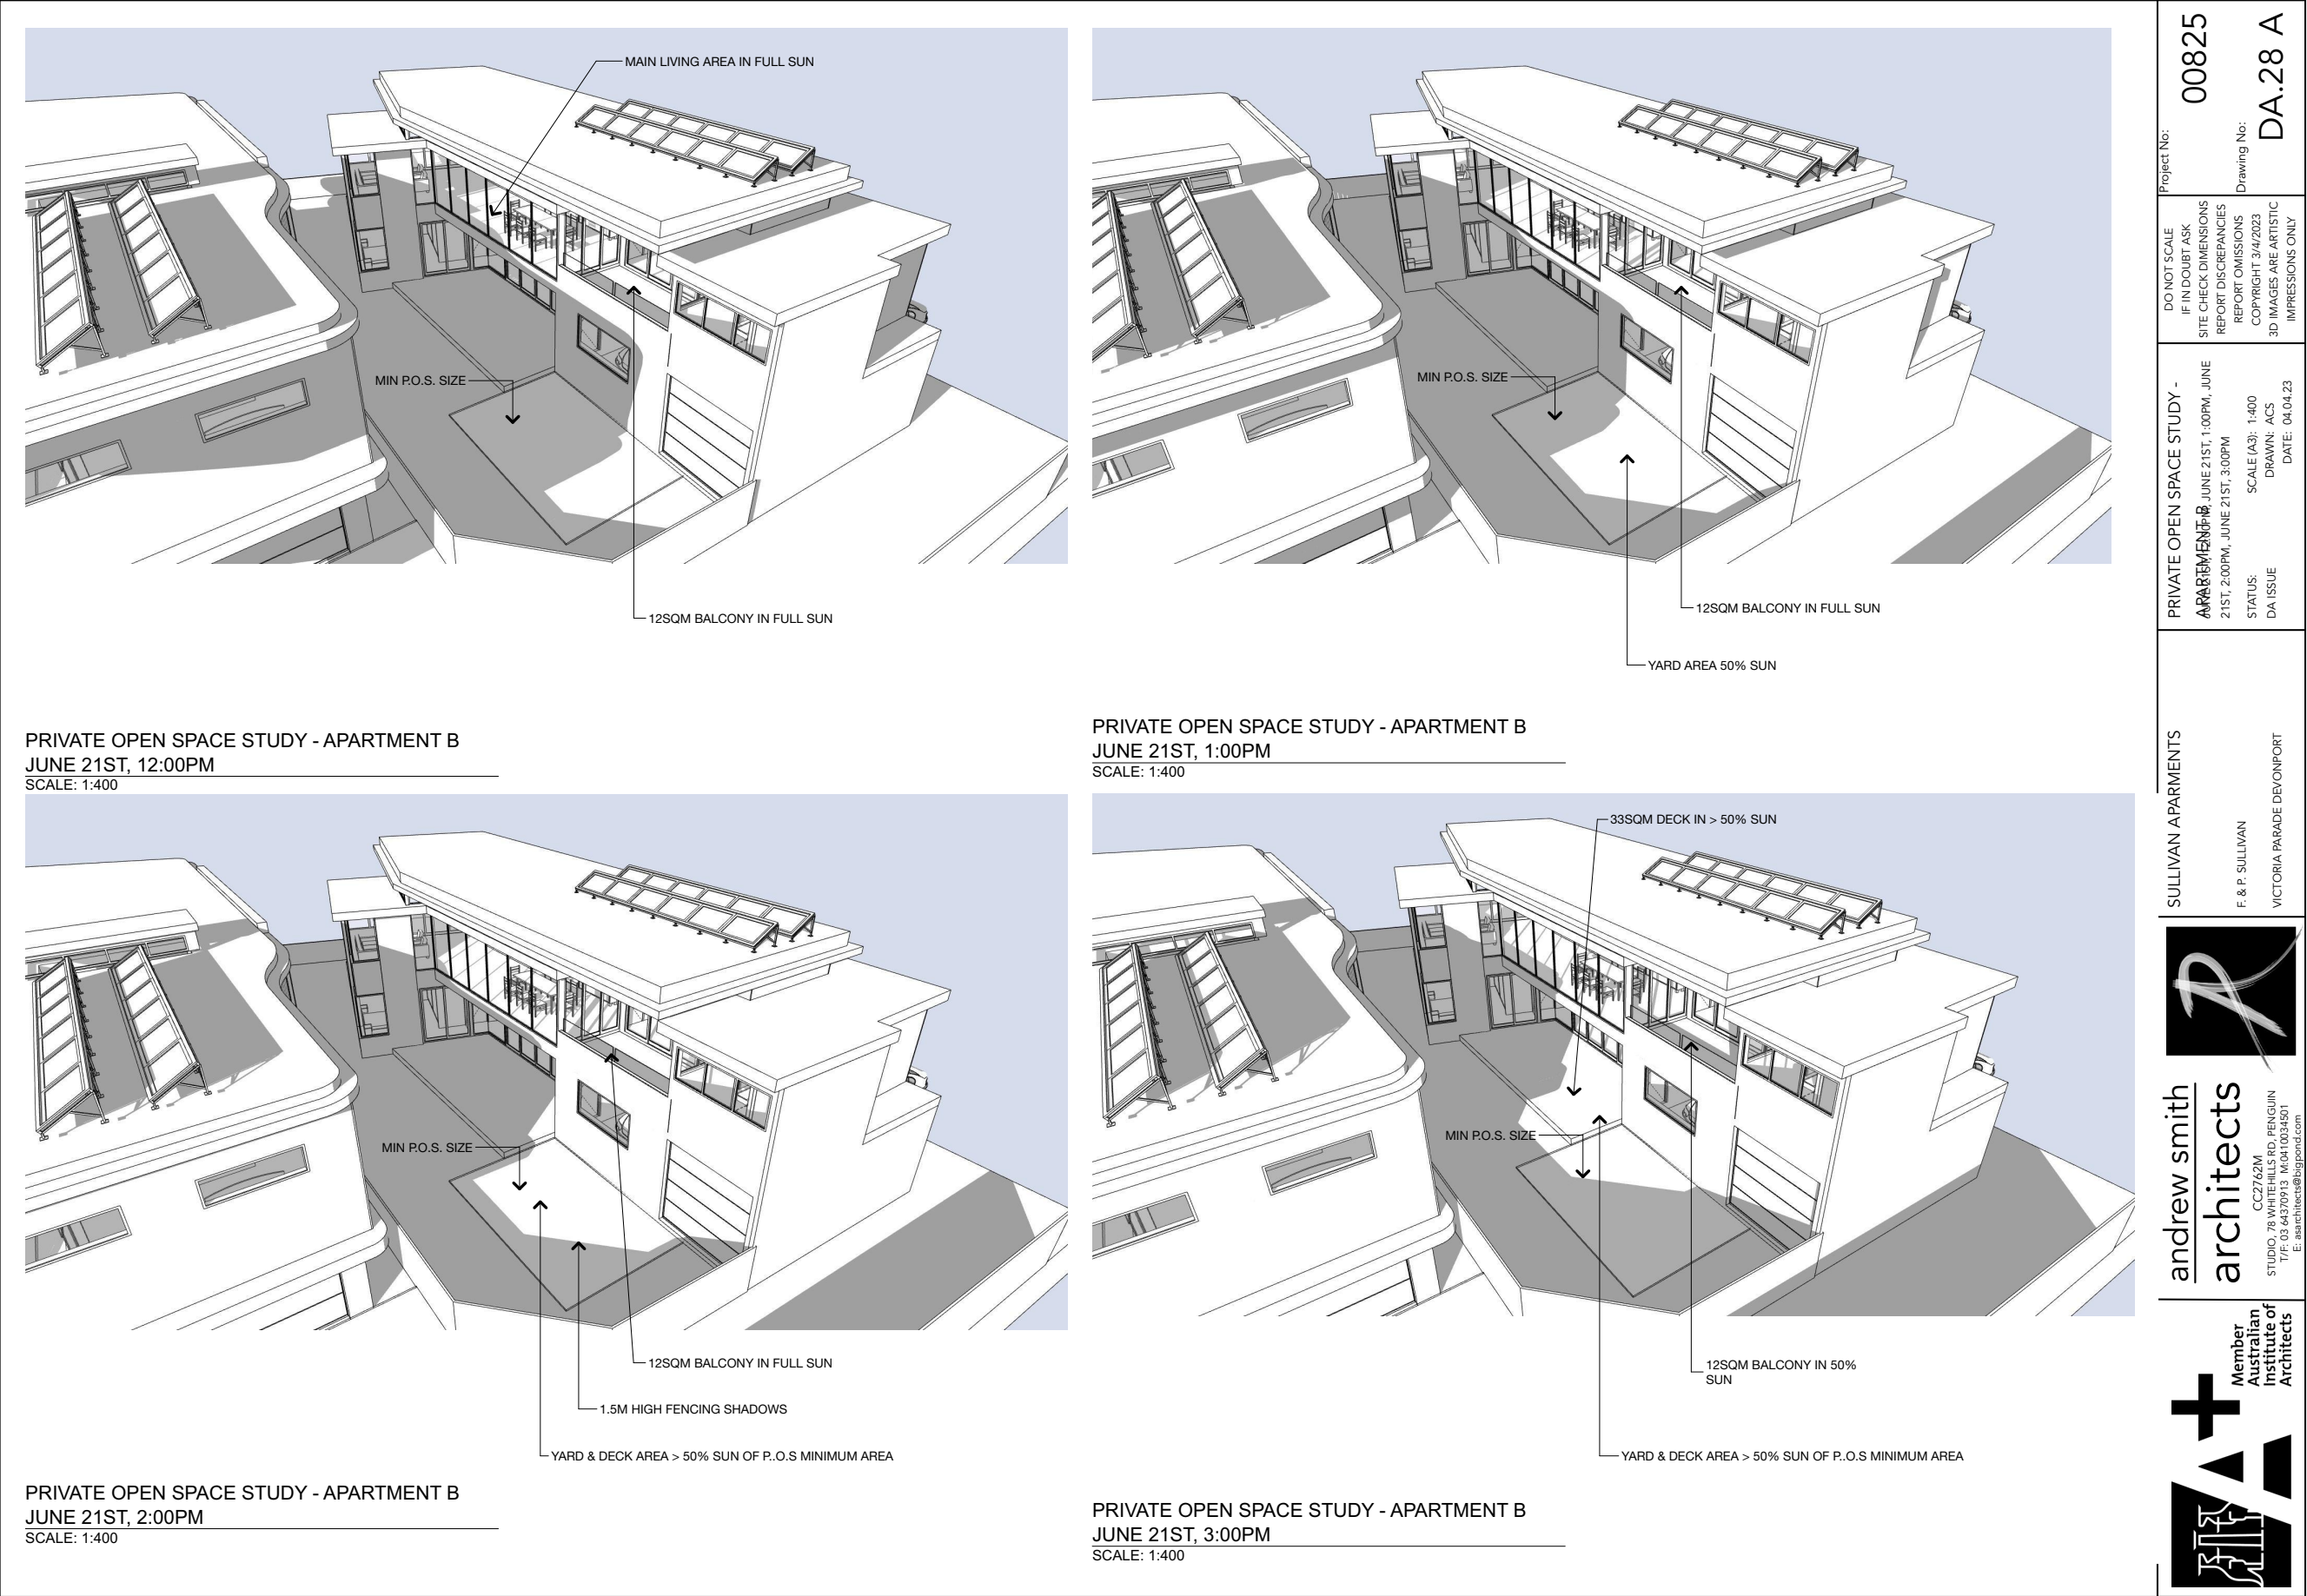 MAIN LIVING AREA IN FULL SUN
MIN P.O.S. SIZE
12SQM BALCONY IN FULL SUN
PRIVATE OPEN SPACE STUDY - APARTMENT B
JUNE 21ST, 12:00PM
SCALE: 1:400
MIN P.O.S. SIZE
12SQM BALCONY IN FULL SUN
YARD AREA 50% SUN
PRIVATE OPEN SPACE STUDY - APARTMENT B
JUNE 21ST, 1:00PM
SCALE: 1:400
MIN P.O.S. SIZE
12SQM BALCONY IN FULL SUN
1.5M HIGH FENCING SHADOWS
YARD & DECK AREA > 50% SUN OF P..O.S MINIMUM AREA
PRIVATE OPEN SPACE STUDY - APARTMENT B
JUNE 21ST, 2:00PM
SCALE: 1:400
33SQM DECK IN > 50% SUN
MIN P.O.S. SIZE
12SQM BALCONY IN 50%
SUN
YARD & DECK AREA > 50% SUN OF P..O.S MINIMUM AREA
PRIVATE OPEN SPACE STUDY - APARTMENT B
JUNE 21ST, 3:00PM
SCALE: 1:400
Project No:
00825
Drawing No:
DA.28 A
DO NOT SCALE
IF IN DOUBT ASK
SITE CHECK DIMENSIONS
REPORT DISCREPANCIES
REPORT OMISSIONS
COPYRIGHT 3/4/2023
3D IMAGES ARE ARTISTIC
IMPRESSIONS ONLY
PRIVATE OPEN SPACE STUDY -
APARTMENT B
JUNE 21ST, 12:00PM, JUNE 21ST, 1:00PM, JUNE
21ST, 2:00PM, JUNE 21ST, 3:00PM
STATUS:
DA ISSUE
SCALE (A3): 1:400
DRAWN: ACS
DATE: 04.04.23
SULLIVAN APARMENTS
F. & P. SULLIVAN
VICTORIA PARADE DEVONPORT
andrew smith
architects
CC2762M
STUDIO, 78 WHITEHILLS RD, PENGUIN
T/F: 03 64370913 M:0410034501
E: asarchitects@bigpond.com
A+
Member
Australian
Institute of
Architects